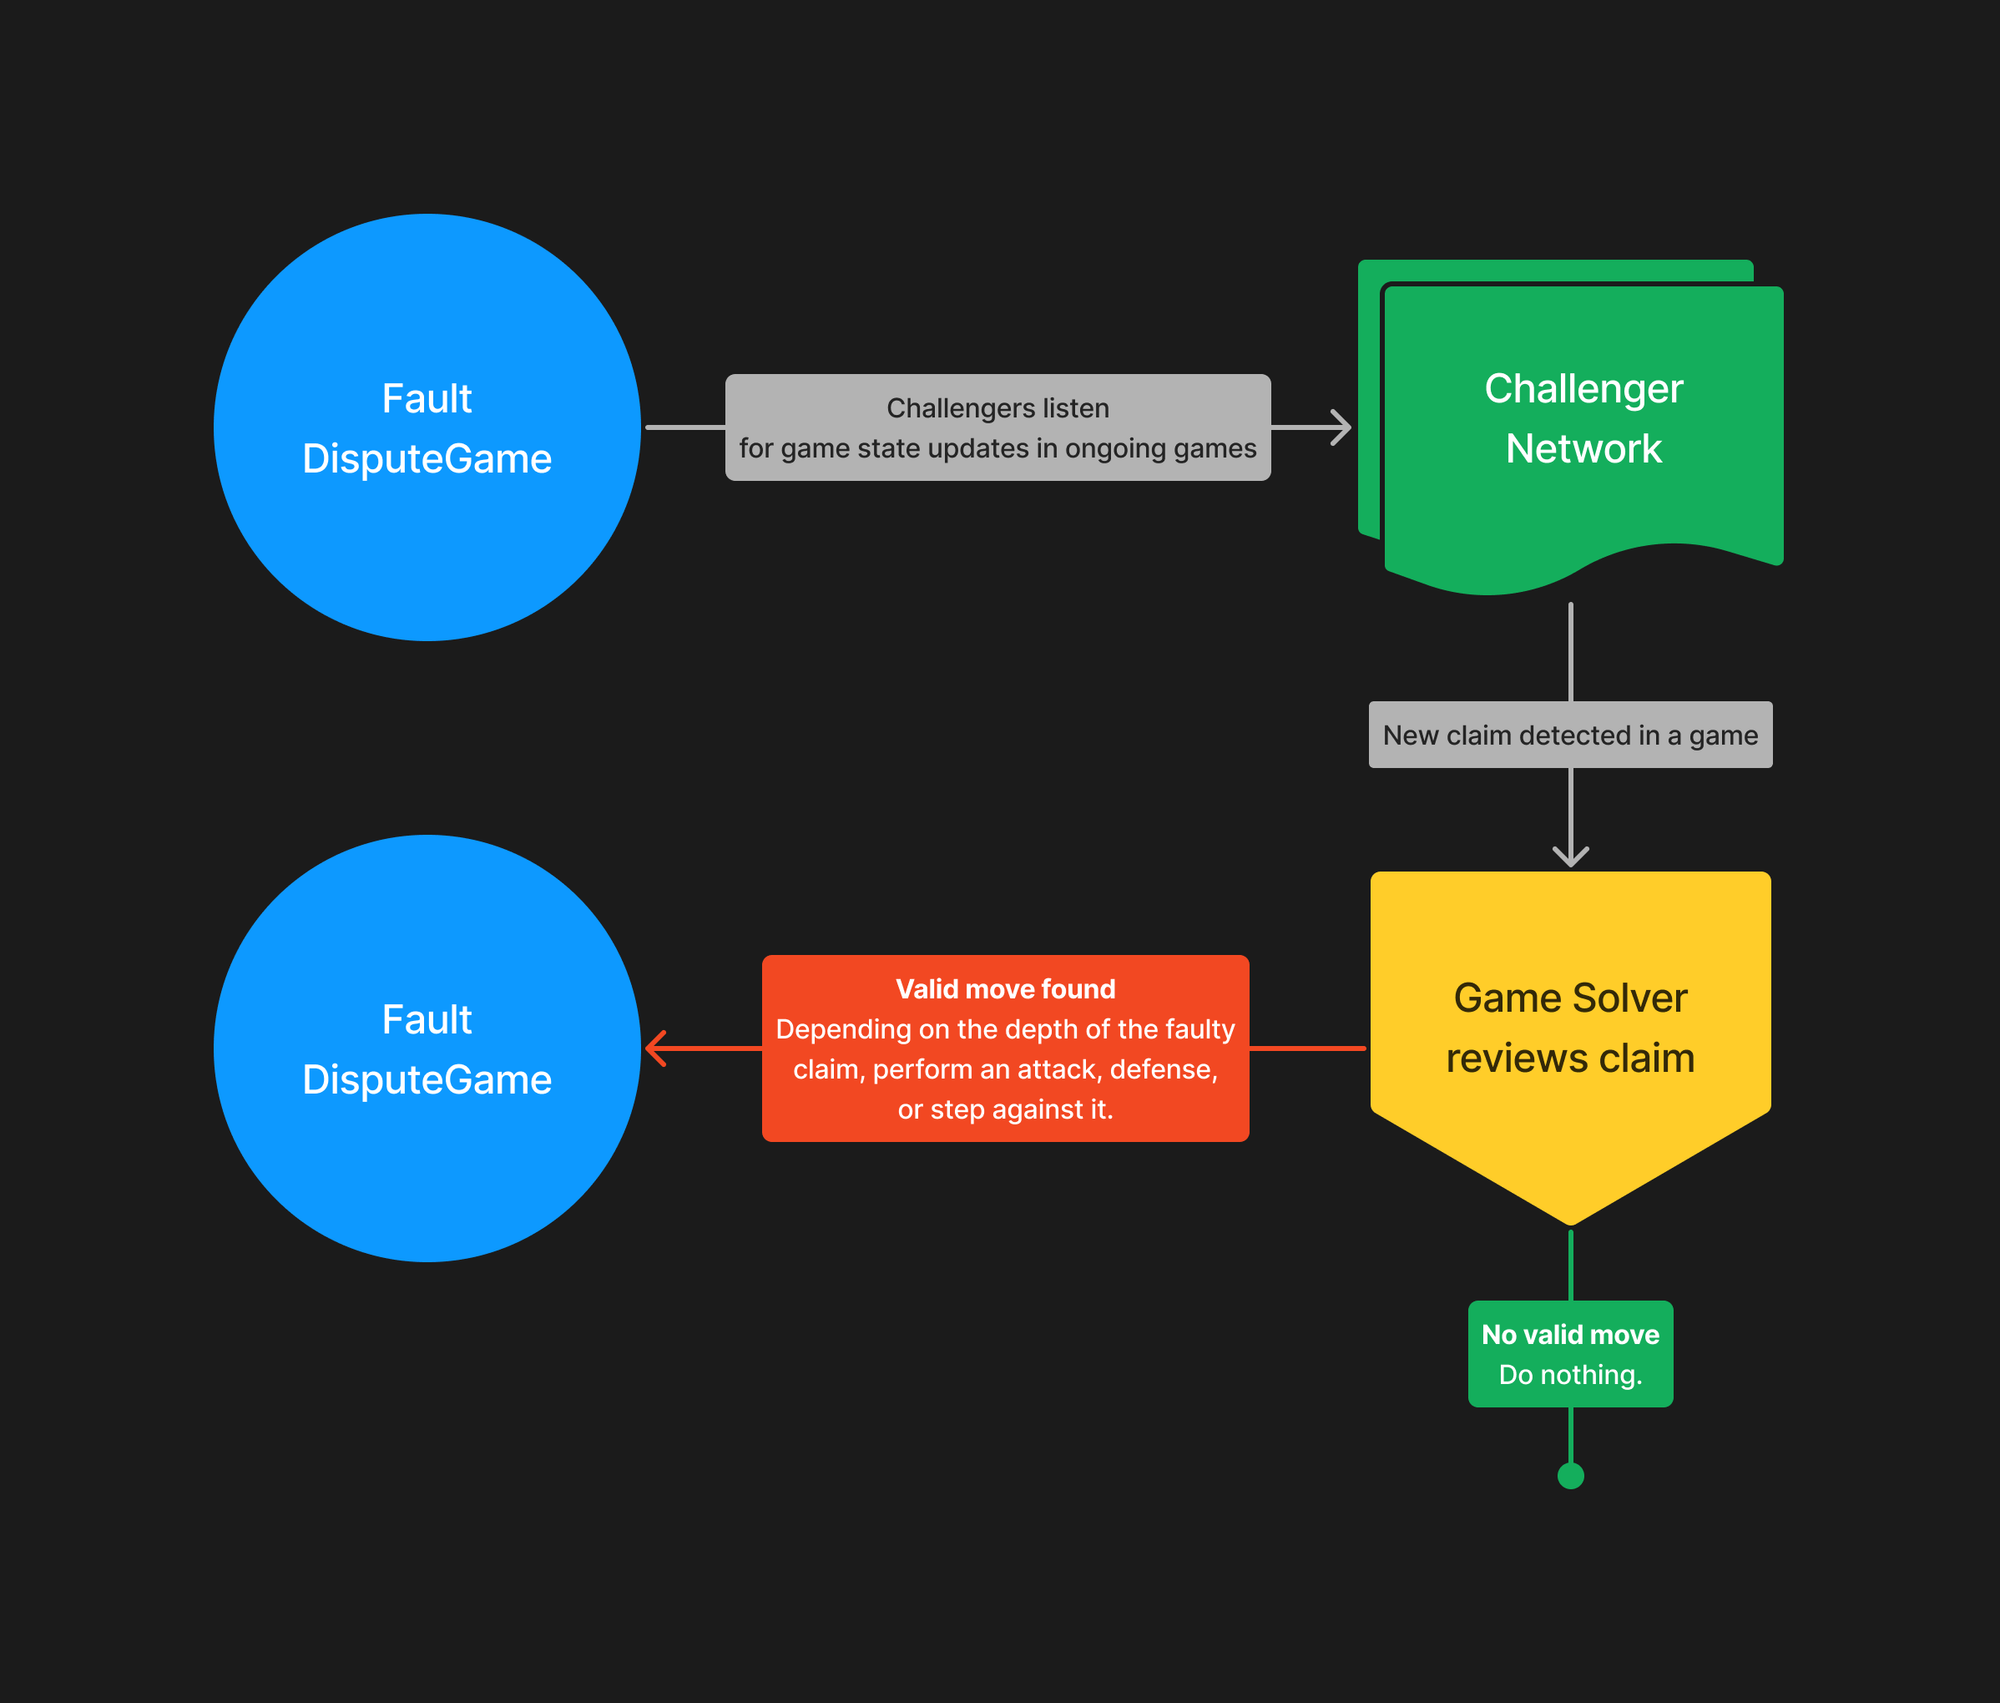 Fault
DisputeGame
Challengers listen
for game state updates in ongoing games
Challenger
Network
New claim detected in a game
Game Solver
reviews claim
Valid move found
Depending on the depth of the faulty
claim, perform an attack, defense,
or step against it.
Fault
DisputeGame
No valid move
Do nothing.